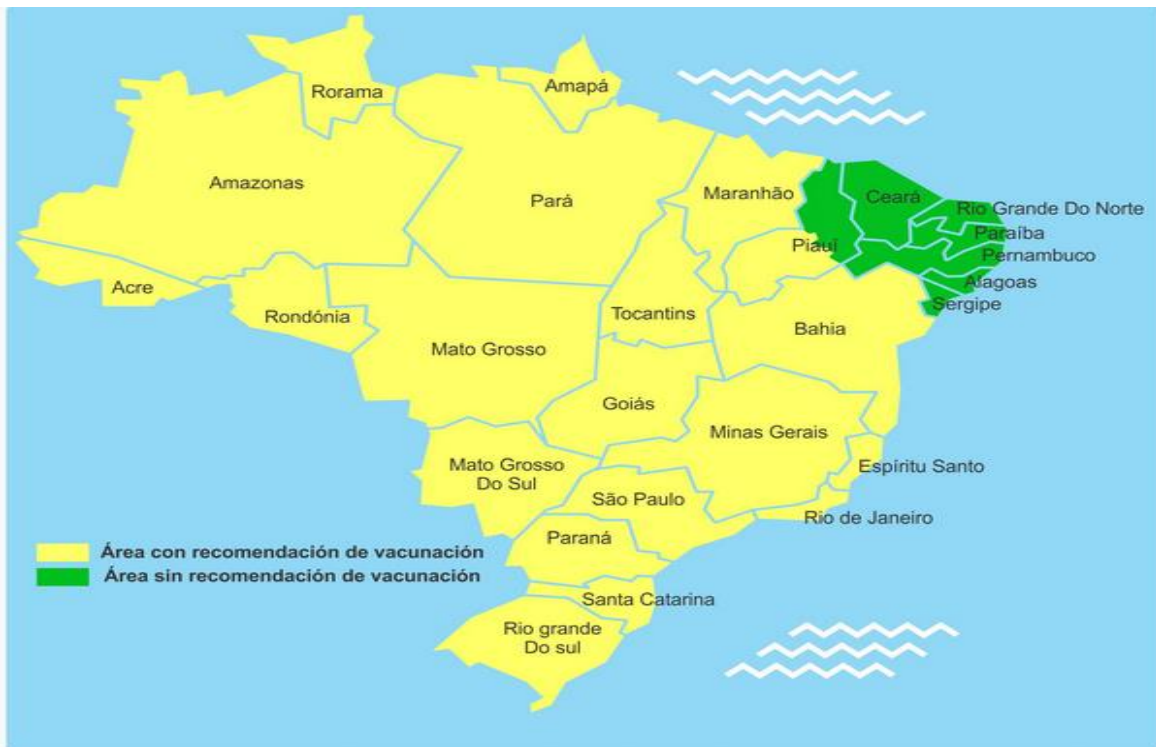 Rorama
Amapá
Amazonas
Pará
Maranhão
Ceará
Rio Grande Do Norte
Paraíba
Piauí
Pernambuco
Acre
Alagoas
Sergipe
Rondónia
Tocantins
Bahia
Mato Grosso
Goiás
Minas Gerais
Mato Grosso
Do Sul
Espíritu Santo
São Paulo
Rio de Janeiro
Paraná
Área con recomendación de vacunación
Área sin recomendación de vacunación
Santa Catarina
Rio grande
Do sul